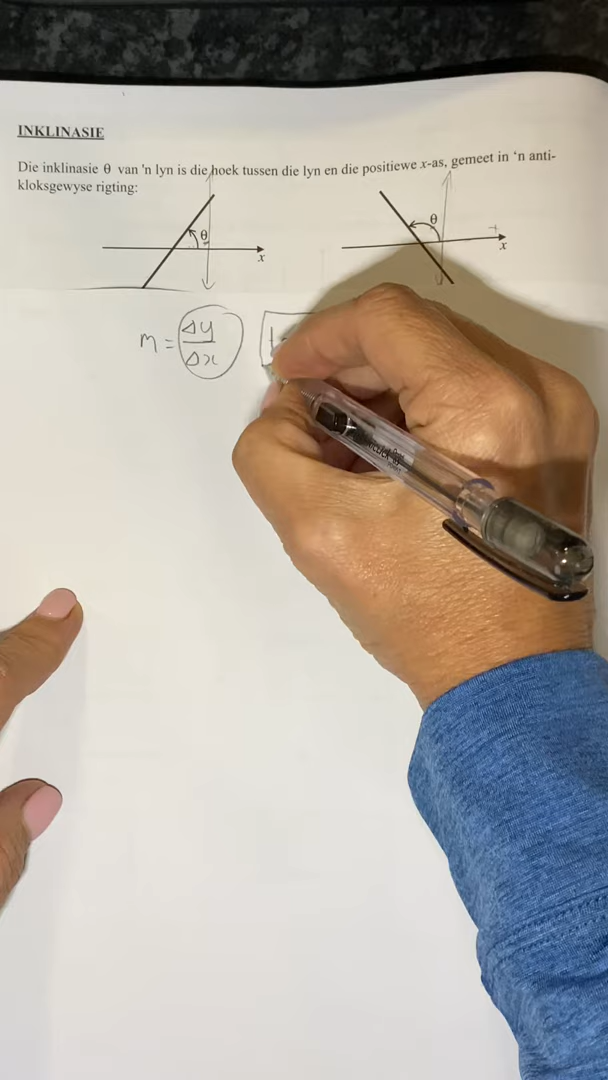 INKLINASIE
Die inklinasie θ van 'n lyn is die hoek tussen die lyn en die positiewe x-as, gemeet in 'n anti-
kloksgewyse rigting:
θ
x
θ
+
x
m = Δy/Δx